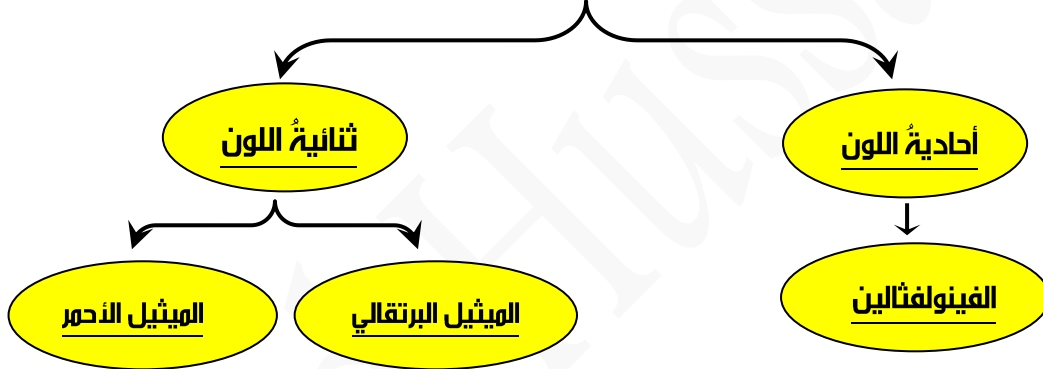 أحاديةُ اللون
ثنائيةُ اللون
الفينولفثالين
الميثيل البرتقالي
الميثيل الأحمر